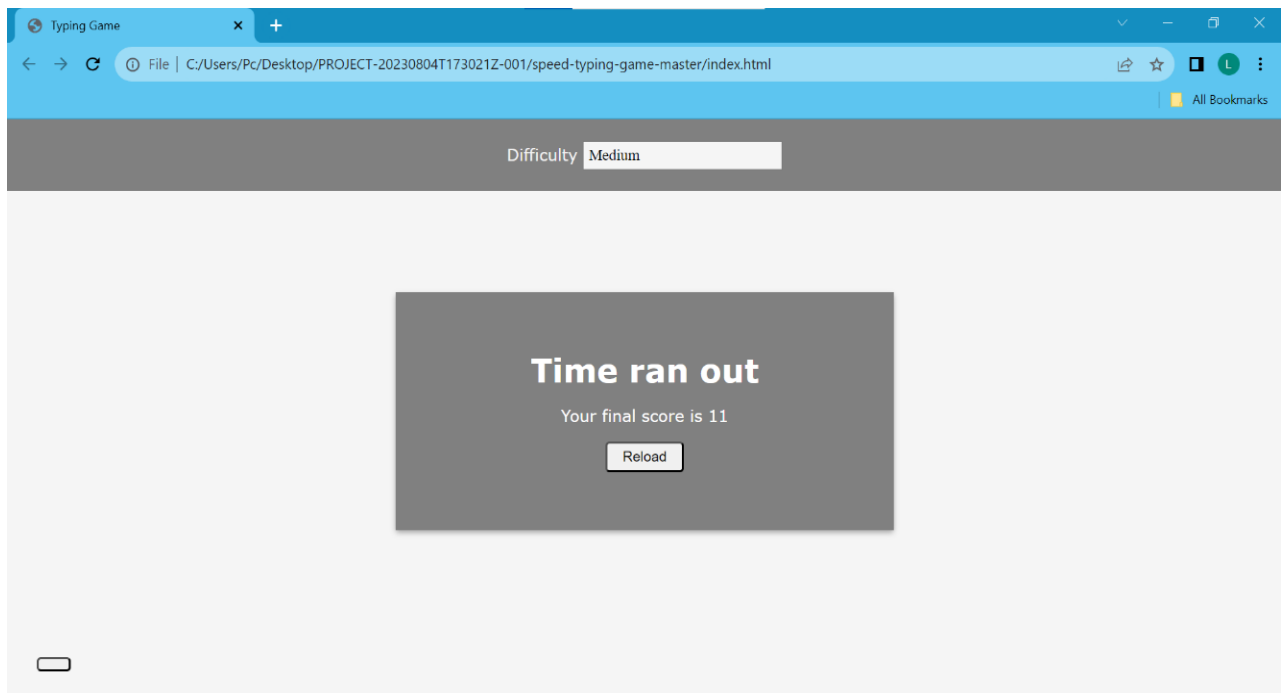 Typing Game
File | C:/Users/Pc/Desktop/PROJECT-20230804T173021Z-001/speed-typing-game-master/index.html
L
All Bookmarks
Difficulty Medium
Time ran out
Your final score is 11
Reload